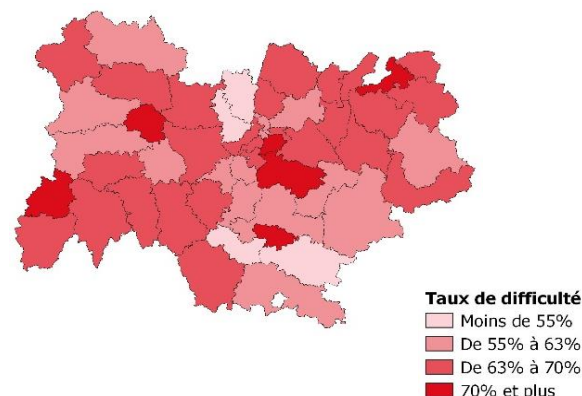 Taux de difficulté
Moins de 55%
De 55% à 63%
De 63% à 70%
70% et plus